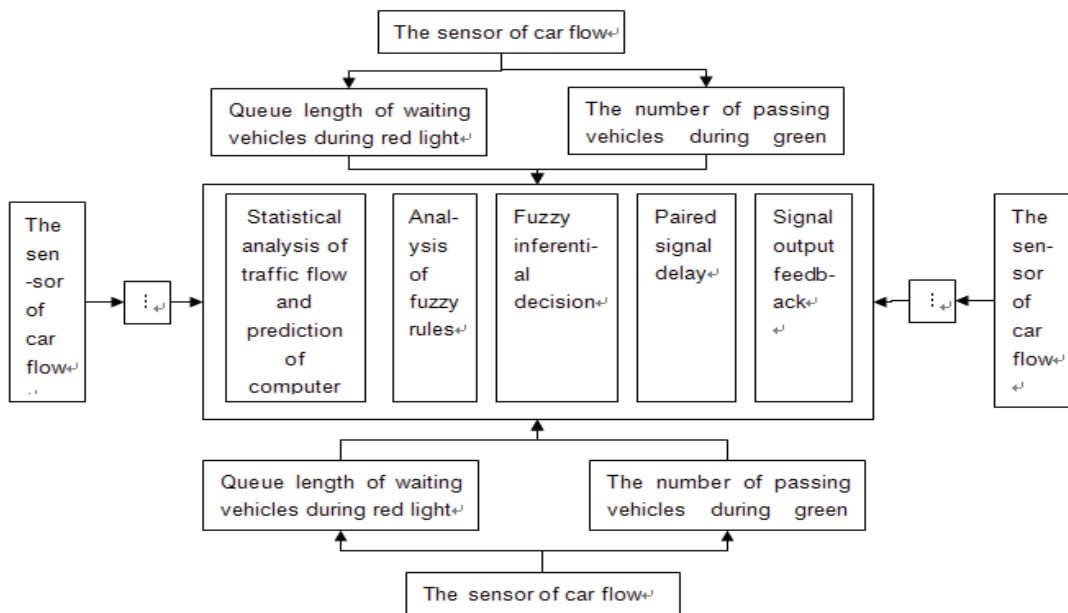 The sensor of car flow
Queue length of waiting
vehicles during red light
The number of passing
vehicles during green
The
sen
-sor
of
car
flow
⋮
Statistical
analysis of
traffic flow
and
prediction
of
computer
Anal-
ysis
of
fuzzy
rules
Fuzzy
inferenti-
al
decision
Paired
signal
delay
Signal
output
feedb-
ack
⋮
The
sen-
sor
of
car
flow
Queue length of waiting
vehicles during red light
The number of passing
vehicles during green
The sensor of car flow